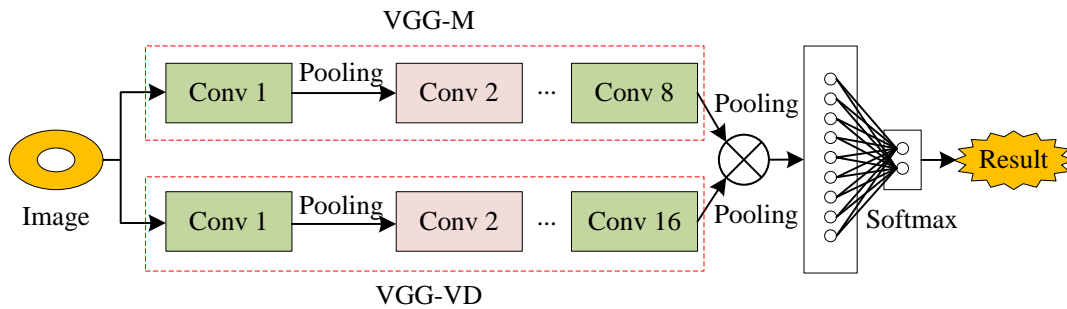 VGG-M
Conv 1
Pooling
Conv 2
...
Conv 8
Pooling
Image
Conv 1
Pooling
Conv 2
...
Conv 16
Pooling
VGG-VD
Softmax
Result